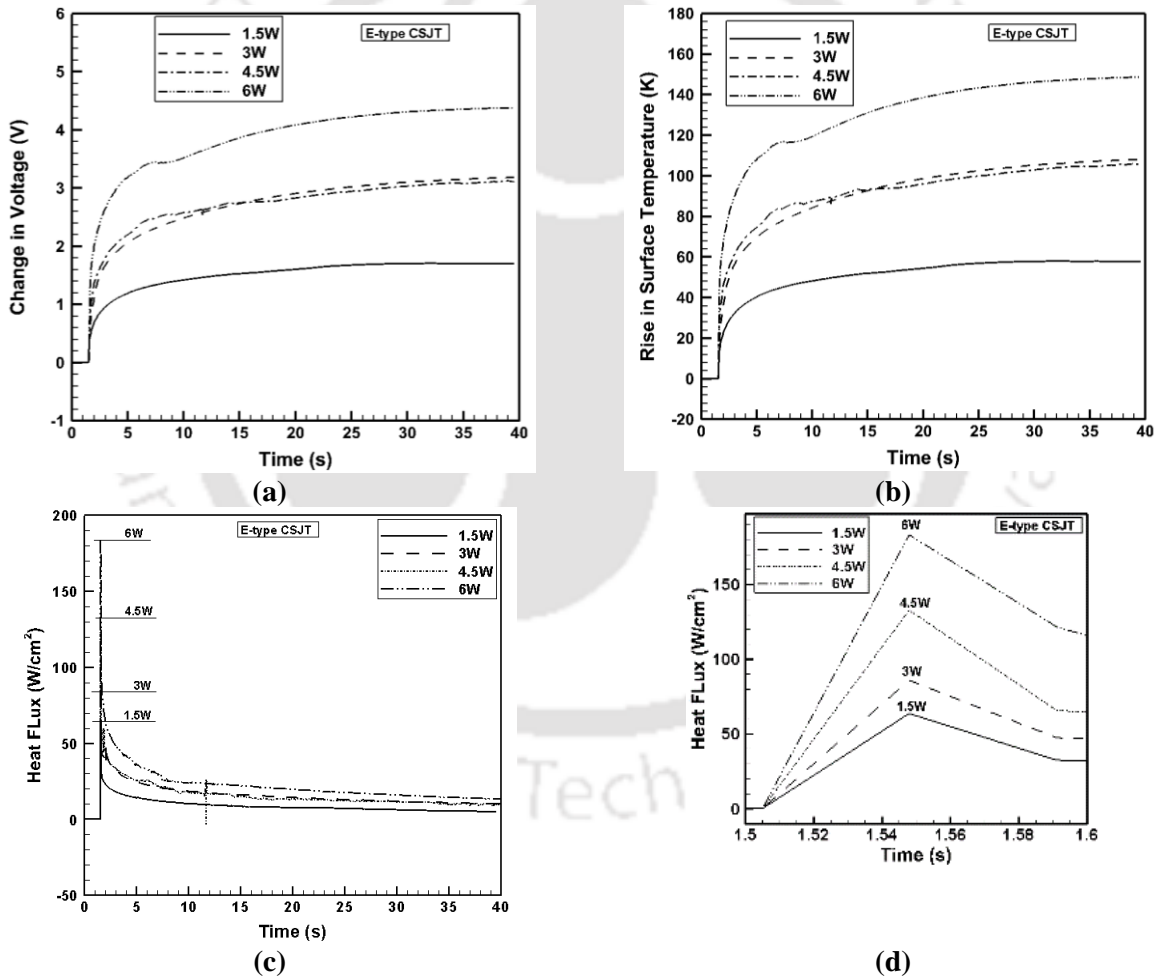 6
5
4
3
2
1
0
-1
Change in Voltage (V)
1.5W
3W
4.5W
6W
E-type CSJT
0 5 10 15 20 25 30 35 40
Time (s)
(a)
180
160
140
120
100
80
60
40
20
0
-20
Rise in Surface Temperature (K)
1.5W
3W
4.5W
6W
E-type CSJT
0 5 10 15 20 25 30 35 40
Time (s)
(b)
200
150
100
50
0
-50
Heat FLux (W/cm²)
6W
4.5W
3W
1.5W
E-type CSJT
1.5W
3W
4.5W
6W
0 5 10 15 20 25 30 35 40
Time (s)
(c)
150
100
50
0
Heat FLux (W/cm²)
1.5W
3W
4.5W
6W
6W
4.5W
3W
1.5W
E-type CSJT
1.5 1.52 1.54 1.56 1.58 1.6
Time (s)
(d)
Tech